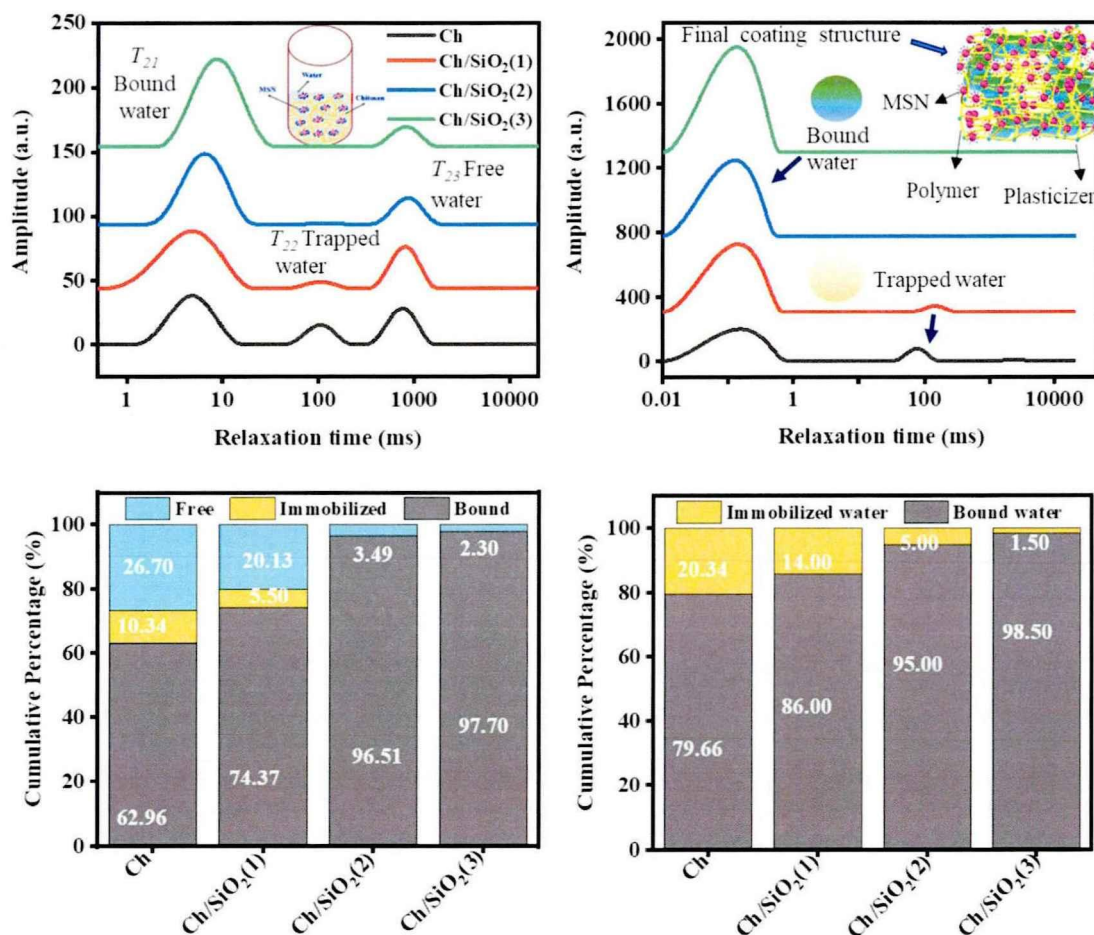 250
200
150
100
50
0
Amplitude (a.u.)
T21
Bound
water
Water
MSN
Chitosan
Ch
Ch/SiO2(1)
Ch/SiO2(2)
Ch/SiO2(3)
T23 Free
water
T22 Trapped
water
1 10 100 1000 10000
Relaxation time (ms)
2000
1600
1200
800
400
0
Amplitude (a.u.)
Final coating structure
MSN
Bound
water
Polymer
Plasticizer
Trapped water
0.01 1 100 10000
Relaxation time (ms)
Free Immobilized Bound
100
80
60
40
20
0
Cumulative Percentage (%)
26.70 20.13 3.49 2.30
10.34 5.50
62.96 74.37 96.51 97.70
Ch Ch/SiO2(1) Ch/SiO2(2) Ch/SiO2(3)
Immobilized water Bound water
100
80
60
40
20
0
Cumulative Percentage (%)
20.34 14.00 5.00 1.50
79.66 86.00 95.00 98.50
Ch Ch/SiO2(1) Ch/SiO2(2) Ch/SiO2(3)